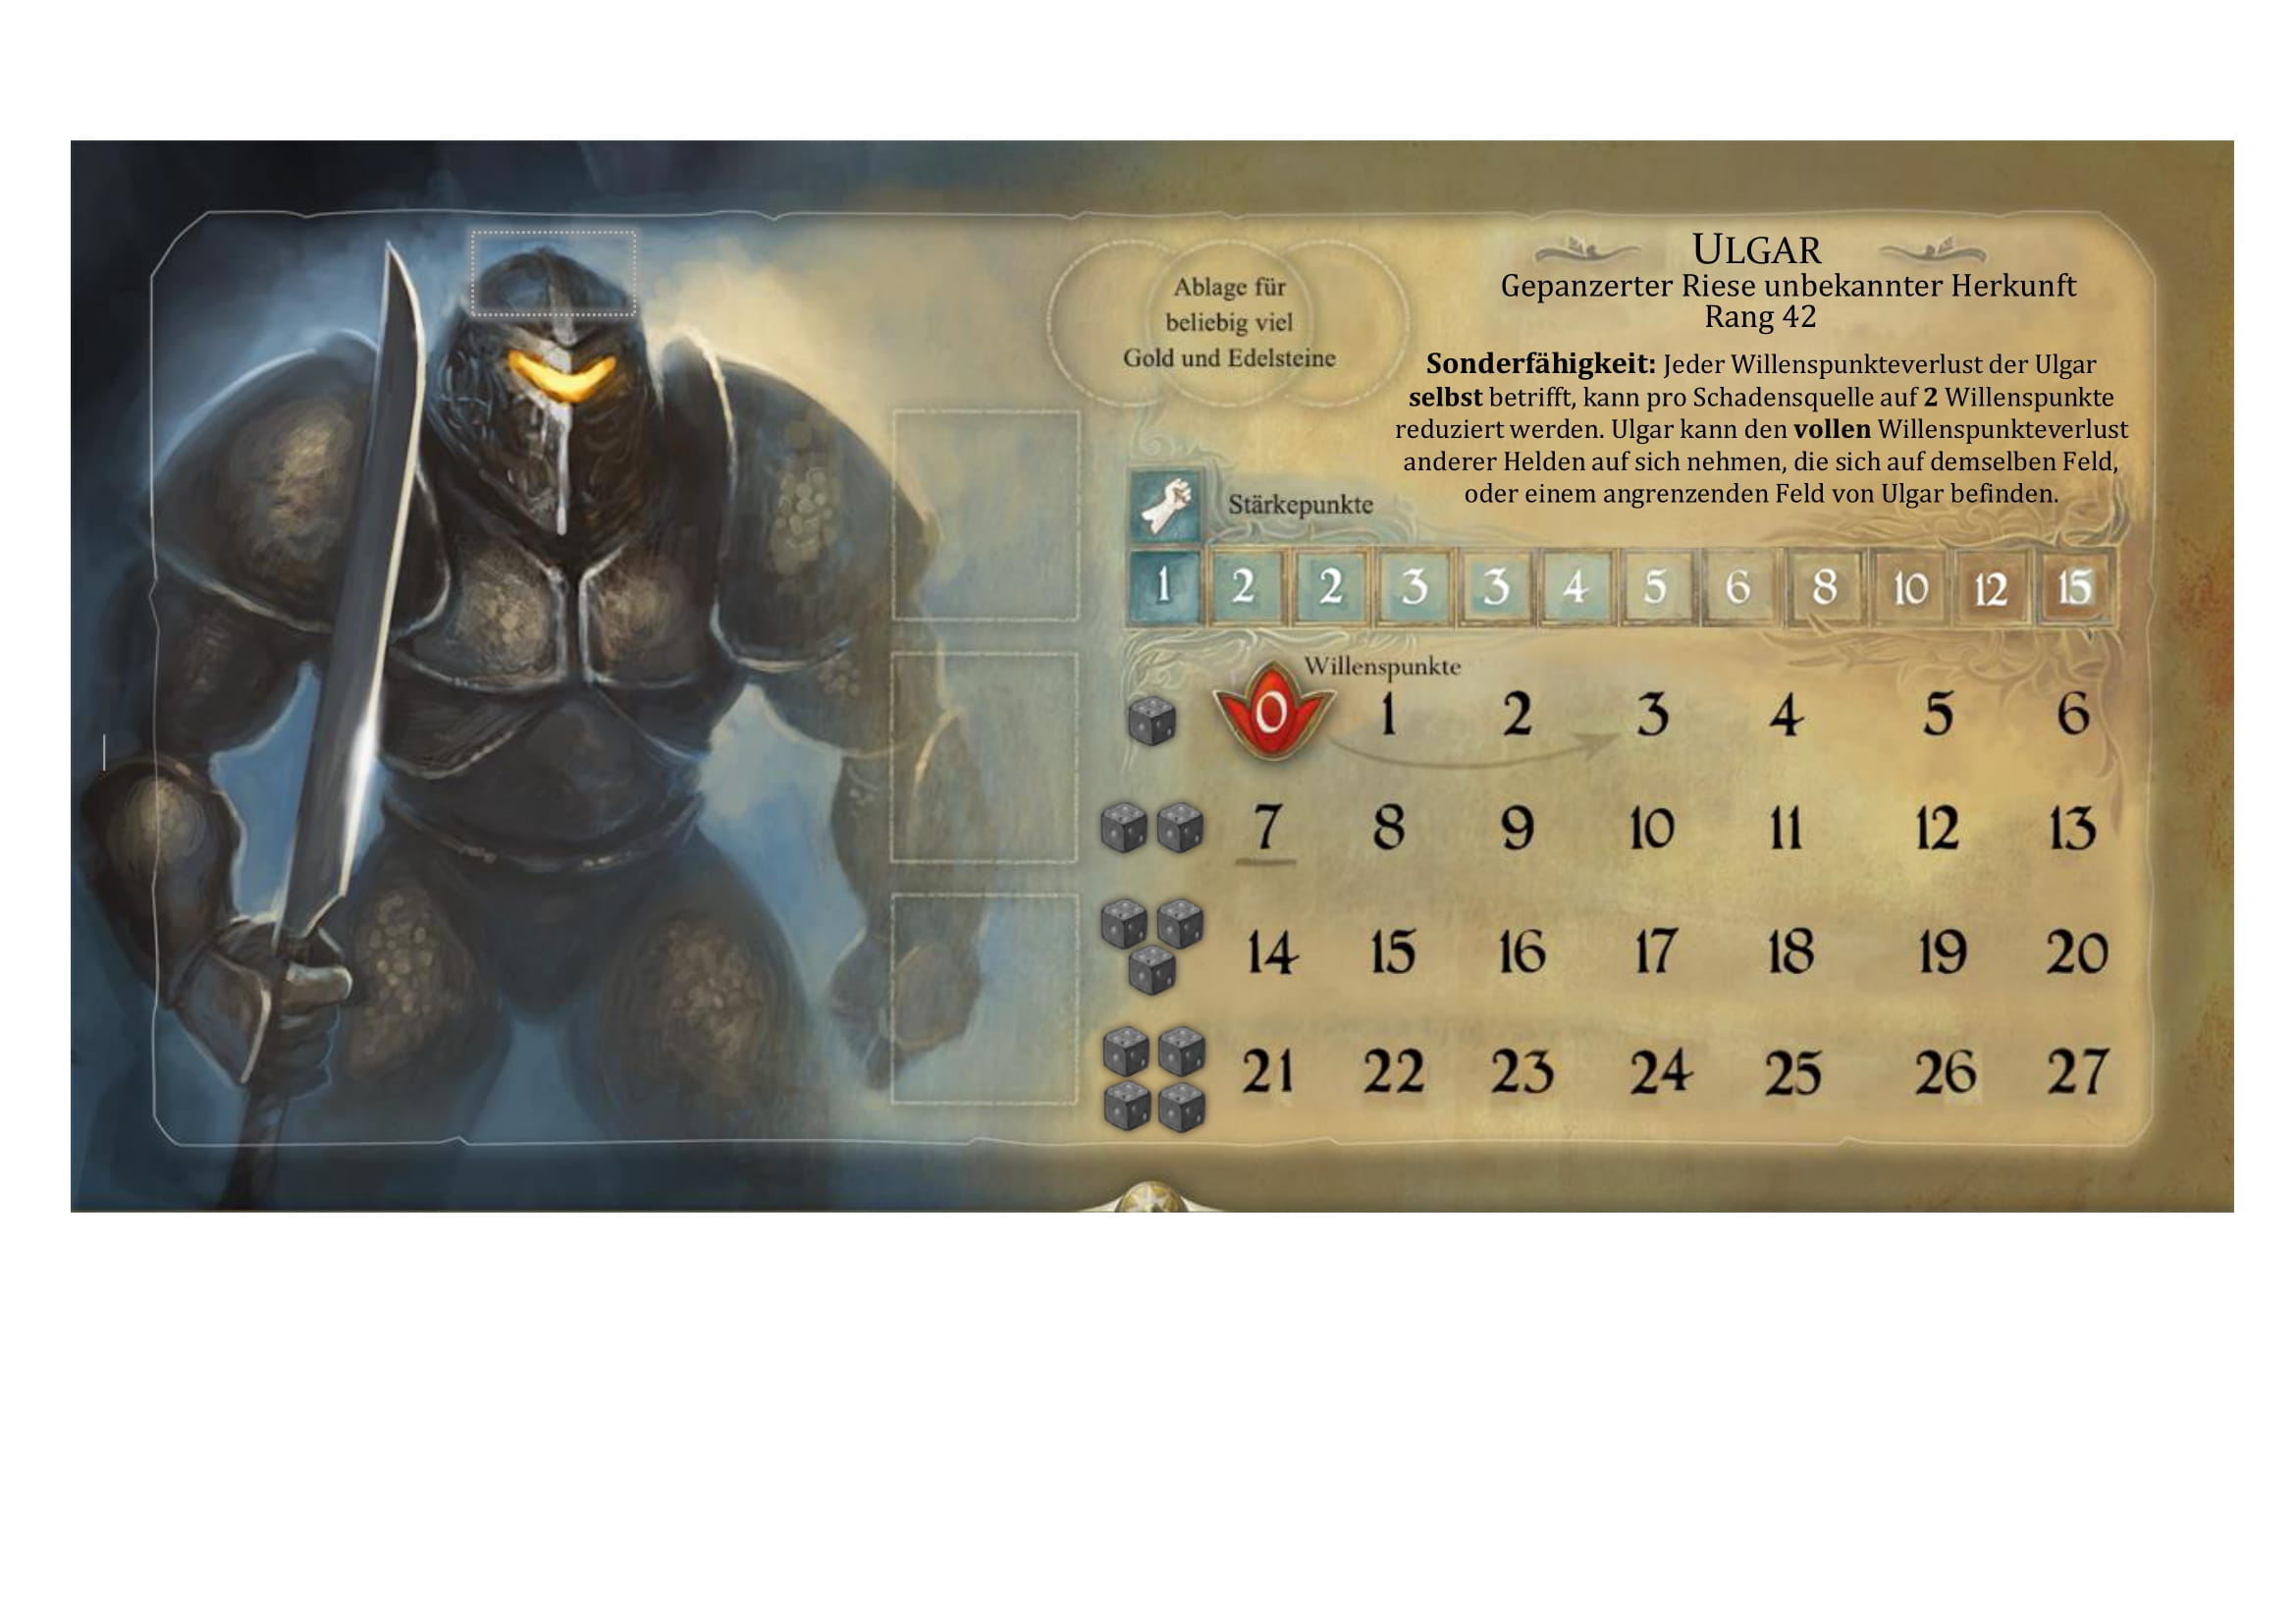 ULGAR
Gepanzerter Riese unbekannter Herkunft
Rang 42
Sonderfähigkeit: Jeder Willenspunkteverlust der Ulgar
selbst betrifft, kann pro Schadensquelle auf 2 Willenspunkte
reduziert werden. Ulgar kann den vollen Willenspunkteverlust
anderer Helden auf sich nehmen, die sich auf demselben Feld,
oder einem angrenzenden Feld von Ulgar befinden.
Ablage für
beliebig viel
Gold und Edelsteine
Stärkepunkte
1 2 2 3 3 4 5 6 8 10 12 15
Willenspunkte
0 1 2 3 4 5 6
7 8 9 10 11 12 13
14 15 16 17 18 19 20
21 22 23 24 25 26 27